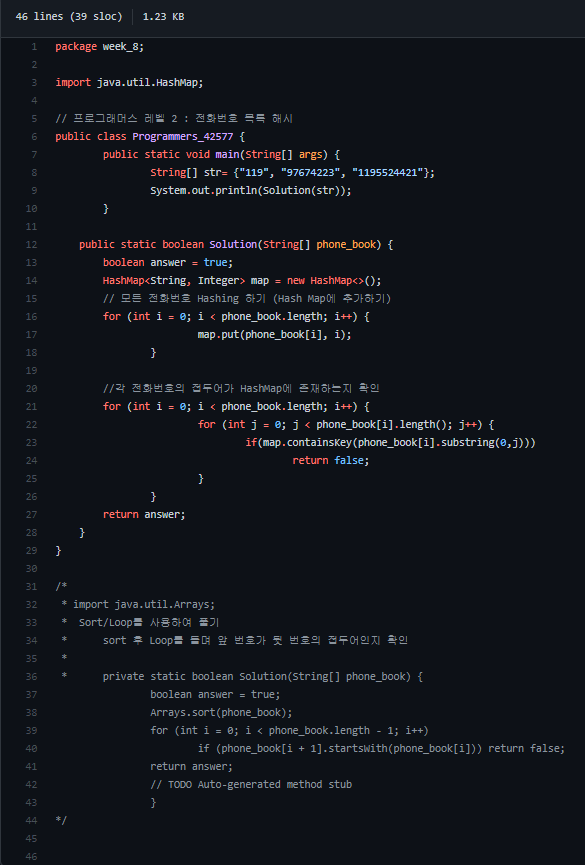 46 lines (39 sloc) 1.23 KB
1 package week_8;
2
3 import java.util.HashMap;
4
5 // 프로그래머스 레벨 2 : 전화번호 목록 해시
6 public class Programmers_42577 {
7 public static void main(String[] args) {
8 String[] str= {"119", "97674223", "1195524421"};
9 System.out.println(Solution(str));
10 }
11
12 public static boolean Solution(String[] phone_book) {
13 boolean answer = true;
14 HashMap<String, Integer> map = new HashMap<>();
15 // 모든 전화번호 Hashing 하기 (Hash Map에 추가하기)
16 for (int i = 0; i < phone_book.length; i++) {
17 map.put(phone_book[i], i);
18 }
19
20 //각 전화번호의 접두어가 HashMap에 존재하는지 확인
21 for (int i = 0; i < phone_book.length; i++) {
22 for (int j = 0; j < phone_book[i].length(); j++) {
23 if(map.containsKey(phone_book[i].substring(0,j)))
24 return false;
25 }
26 }
27 return answer;
28 }
29 }
30
31 /*
32 * import java.util.Arrays;
33 * Sort/Loop를 사용하여 풀기
34 * sort 후 Loop를 돌며 앞 번호가 뒷 번호의 접두어인지 확인
35 *
36 * private static boolean Solution(String[] phone_book) {
37 boolean answer = true;
38 Arrays.sort(phone_book);
39 for (int i = 0; i < phone_book.length - 1; i++)
40 if (phone_book[i + 1].startsWith(phone_book[i])) return false;
41 return answer;
42 // TODO Auto-generated method stub
43 }
44 */
45
46